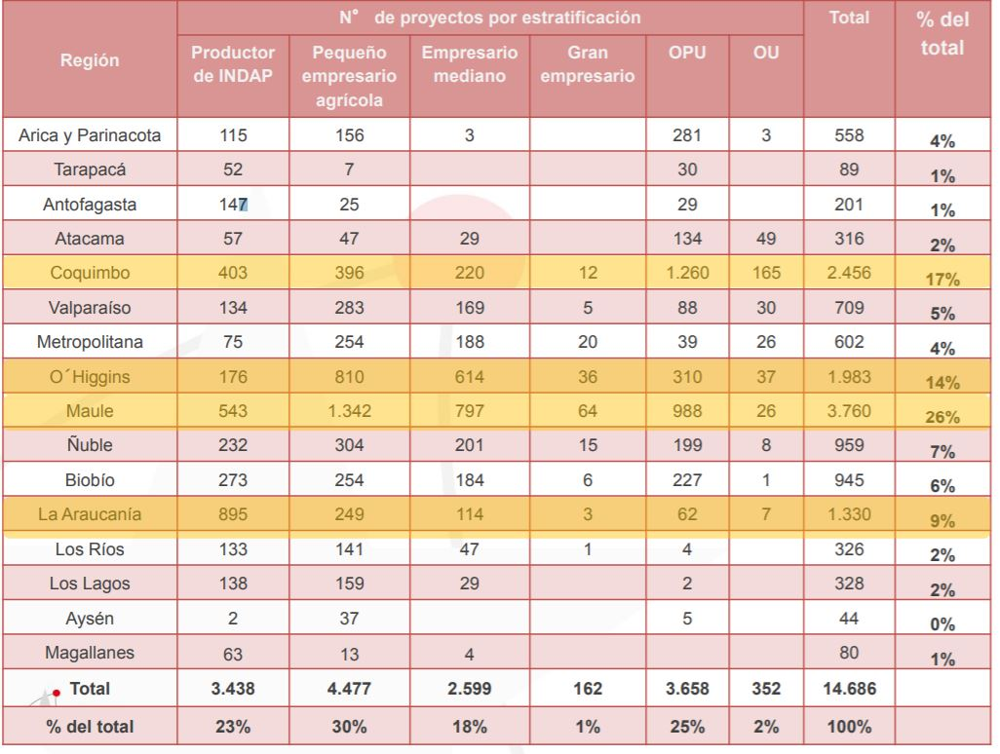 N° de proyectos por estratificación Total % del total
Región Productor de INDAP Pequeño empresario agrícola Empresario mediano Gran empresario OPU OU
Arica y Parinacota 115 156 3 281 3 558 4%
Tarapacá 52 7 30 89 1%
Antofagasta 147 25 29 201 1%
Atacama 57 47 29 134 49 316 2%
Coquimbo 403 396 220 12 1.260 165 2.456 17%
Valparaíso 134 283 169 5 88 30 709 5%
Metropolitana 75 254 188 20 39 26 602 4%
O´Higgins 176 810 614 36 310 37 1.983 14%
Maule 543 1.342 797 64 988 26 3.760 26%
Ñuble 232 304 201 15 199 8 959 7%
Biobío 273 254 184 6 227 1 945 6%
La Araucanía 895 249 114 3 62 7 1.330 9%
Los Ríos 133 141 47 1 4 326 2%
Los Lagos 138 159 29 2 328 2%
Aysén 2 37 5 44 0%
Magallanes 63 13 4 80 1%
Total 3.438 4.477 2.599 162 3.658 352 14.686
% del total 23% 30% 18% 1% 25% 2% 100%